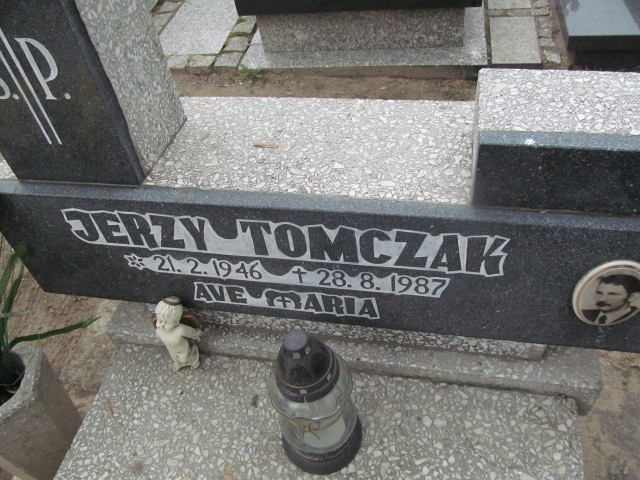 Ś.P.
JERZY TOMCZAK
* 21.2.1946 † 28.8.1987
AVE MARIA